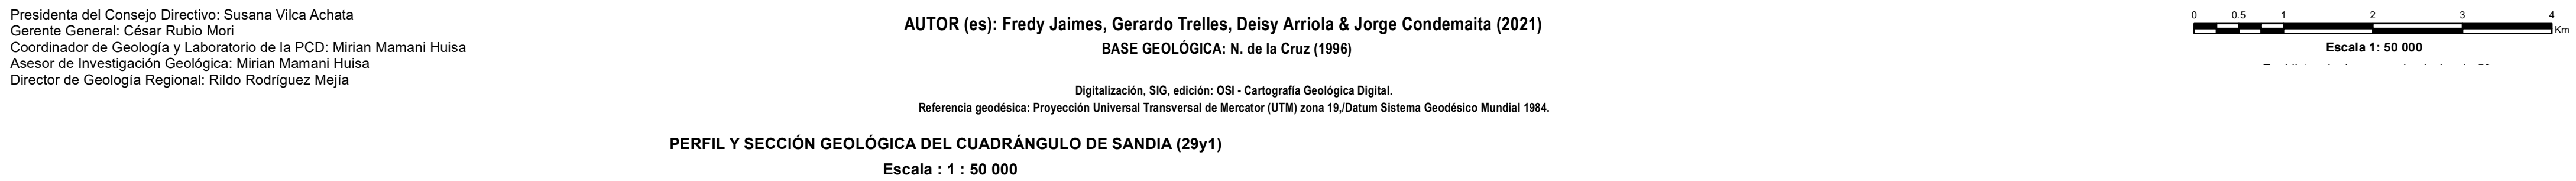 Presidenta del Consejo Directivo: Susana Vilca Achata
Gerente General: César Rubio Mori
Coordinador de Geología y Laboratorio de la PCD: Mirian Mamani Huisa
Asesor de Investigación Geológica: Mirian Mamani Huisa
Director de Geología Regional: Rildo Rodríguez Mejía
AUTOR (es): Fredy Jaimes, Gerardo Trelles, Deisy Arriola & Jorge Condemaita (2021)
BASE GEOLÓGICA: N. de la Cruz (1996)
Digitalización, SIG, edición: OSI - Cartografía Geológica Digital.
Referencia geodésica: Proyección Universal Transversal de Mercator (UTM) zona 19,/Datum Sistema Geodésico Mundial 1984.
0 0.5 1 2 3 4
Km
Escala 1: 50 000
PERFIL Y SECCIÓN GEOLÓGICA DEL CUADRÁNGULO DE SANDIA (29y1)
Escala : 1 : 50 000